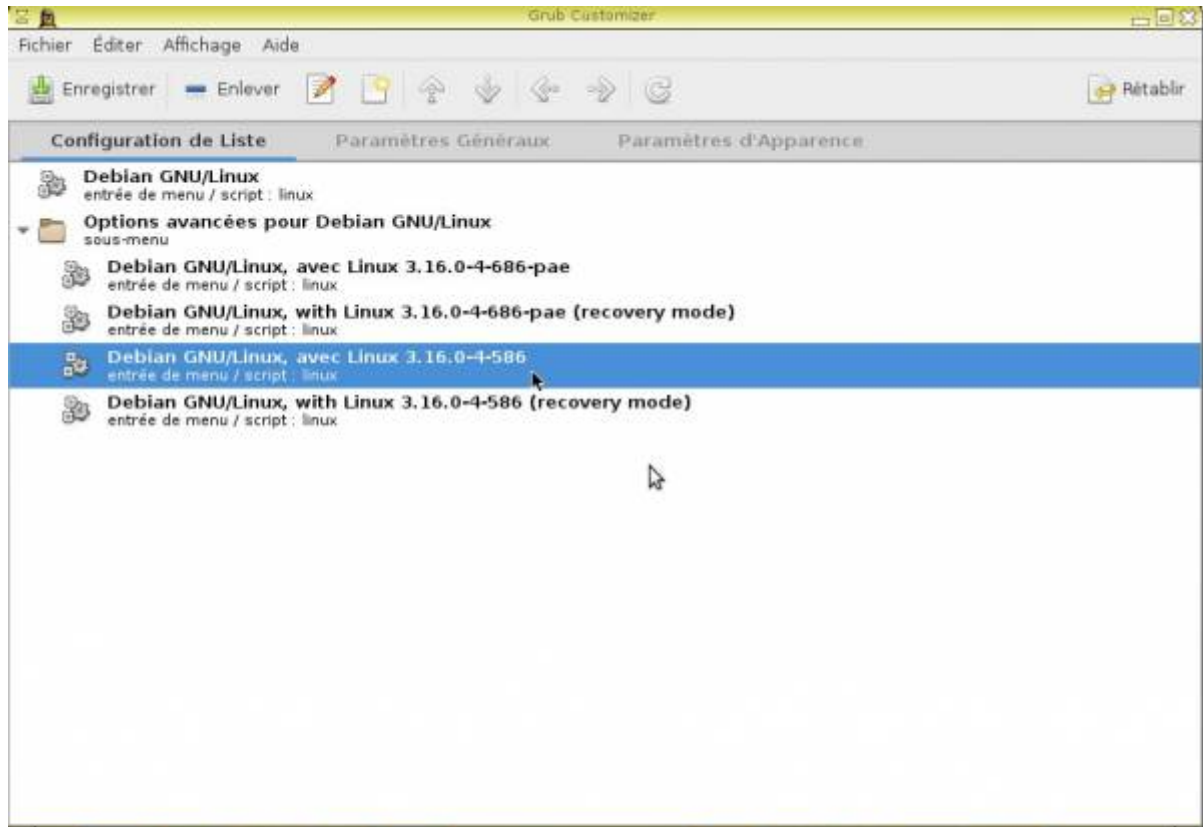 Grub Customizer
Fichier Éditer Affichage Aide
Enregistrer Enlever Rétablir
Configuration de Liste Paramètres Généraux Paramètres d'Apparence
Debian GNU/Linux
entrée de menu / script : linux
Options avancées pour Debian GNU/Linux
sous-menu
Debian GNU/Linux, avec Linux 3.16.0-4-686-pae
entrée de menu / script : linux
Debian GNU/Linux, with Linux 3.16.0-4-686-pae (recovery mode)
entrée de menu / script : linux
Debian GNU/Linux, avec Linux 3.16.0-4-586
entrée de menu / script : linux
Debian GNU/Linux, with Linux 3.16.0-4-586 (recovery mode)
entrée de menu / script : linux